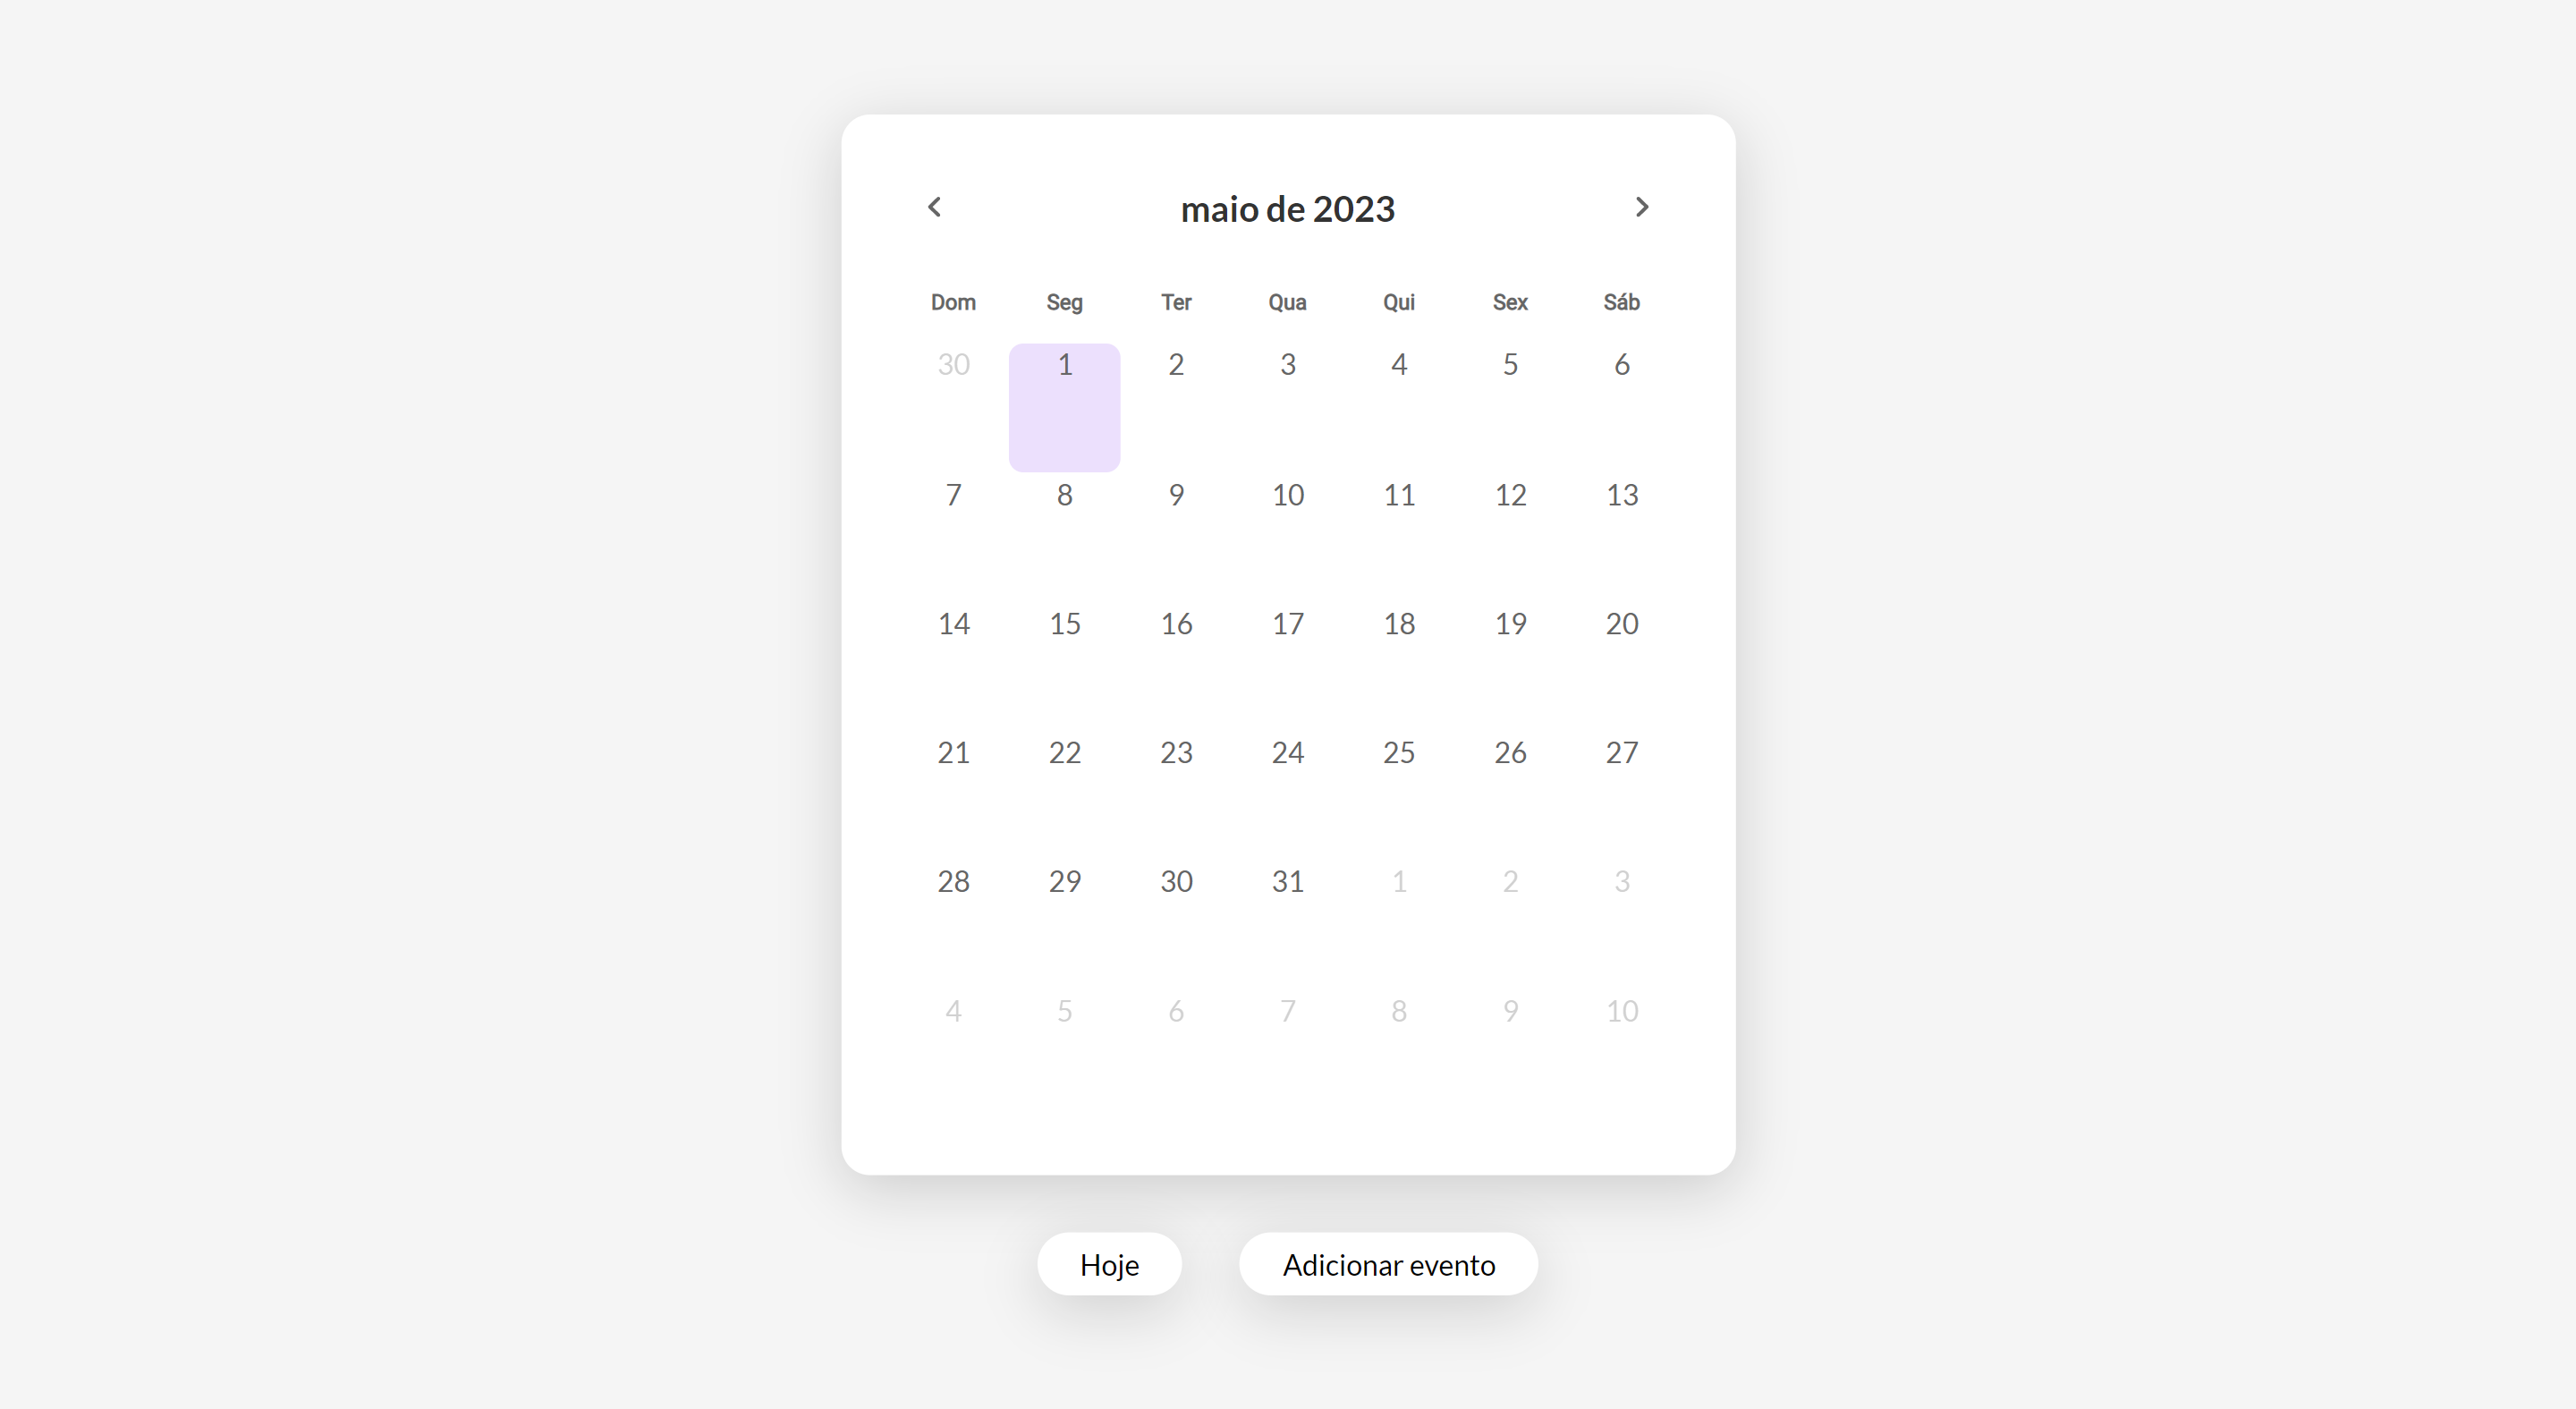 maio de 2023
Dom Seg Ter Qua Qui Sex Sáb
30 1 2 3 4 5 6
7 8 9 10 11 12 13
14 15 16 17 18 19 20
21 22 23 24 25 26 27
28 29 30 31 1 2 3
4 5 6 7 8 9 10
Hoje Adicionar evento